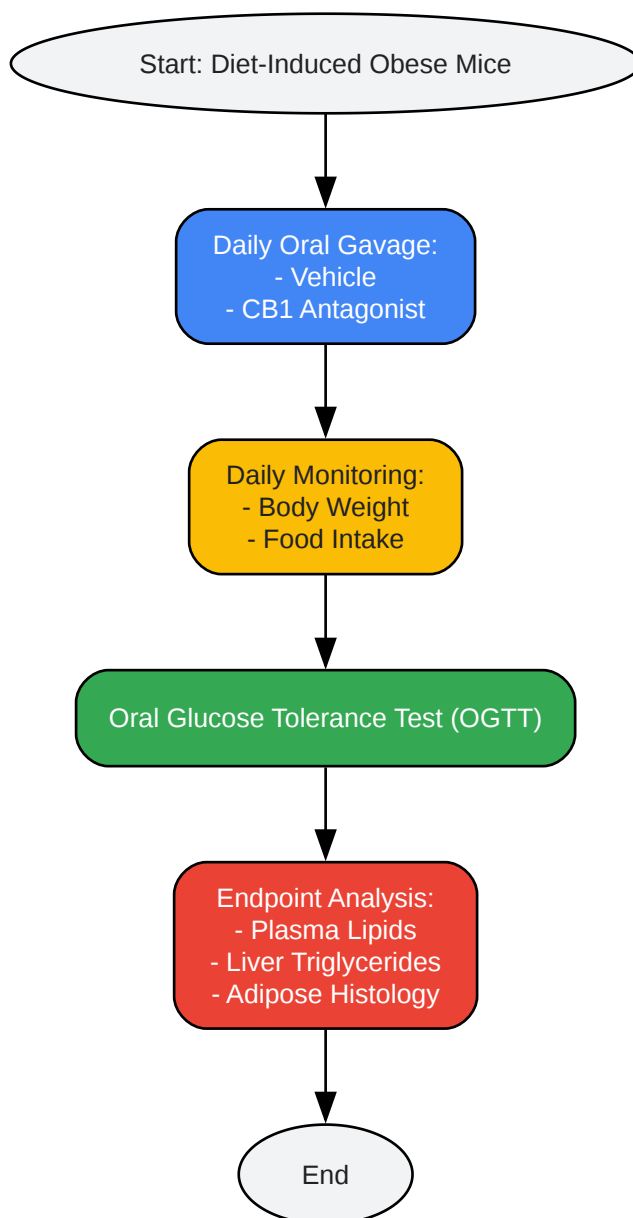 Start: Diet-Induced Obese Mice
Daily Oral Gavage:
- Vehicle
- CB1 Antagonist
Daily Monitoring:
- Body Weight
- Food Intake
Oral Glucose Tolerance Test (OGTT)
Endpoint Analysis:
- Plasma Lipids
- Liver Triglycerides
- Adipose Histology
End